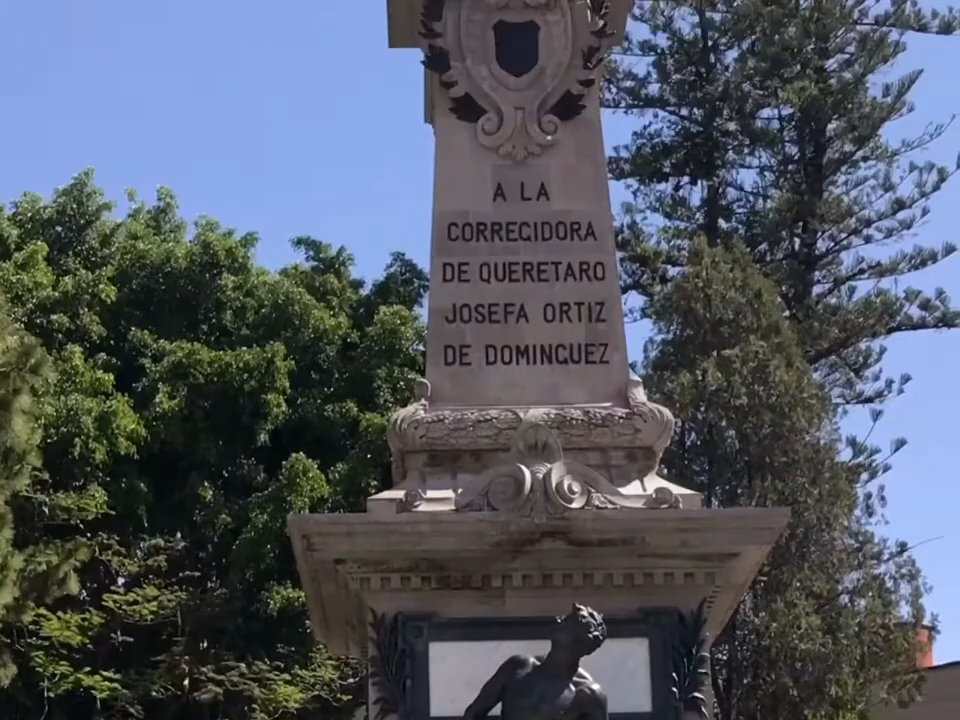 A LA
CORREGIDORA
DE QUERETARO
JOSEFA ORTIZ
DE DOMINGUEZ